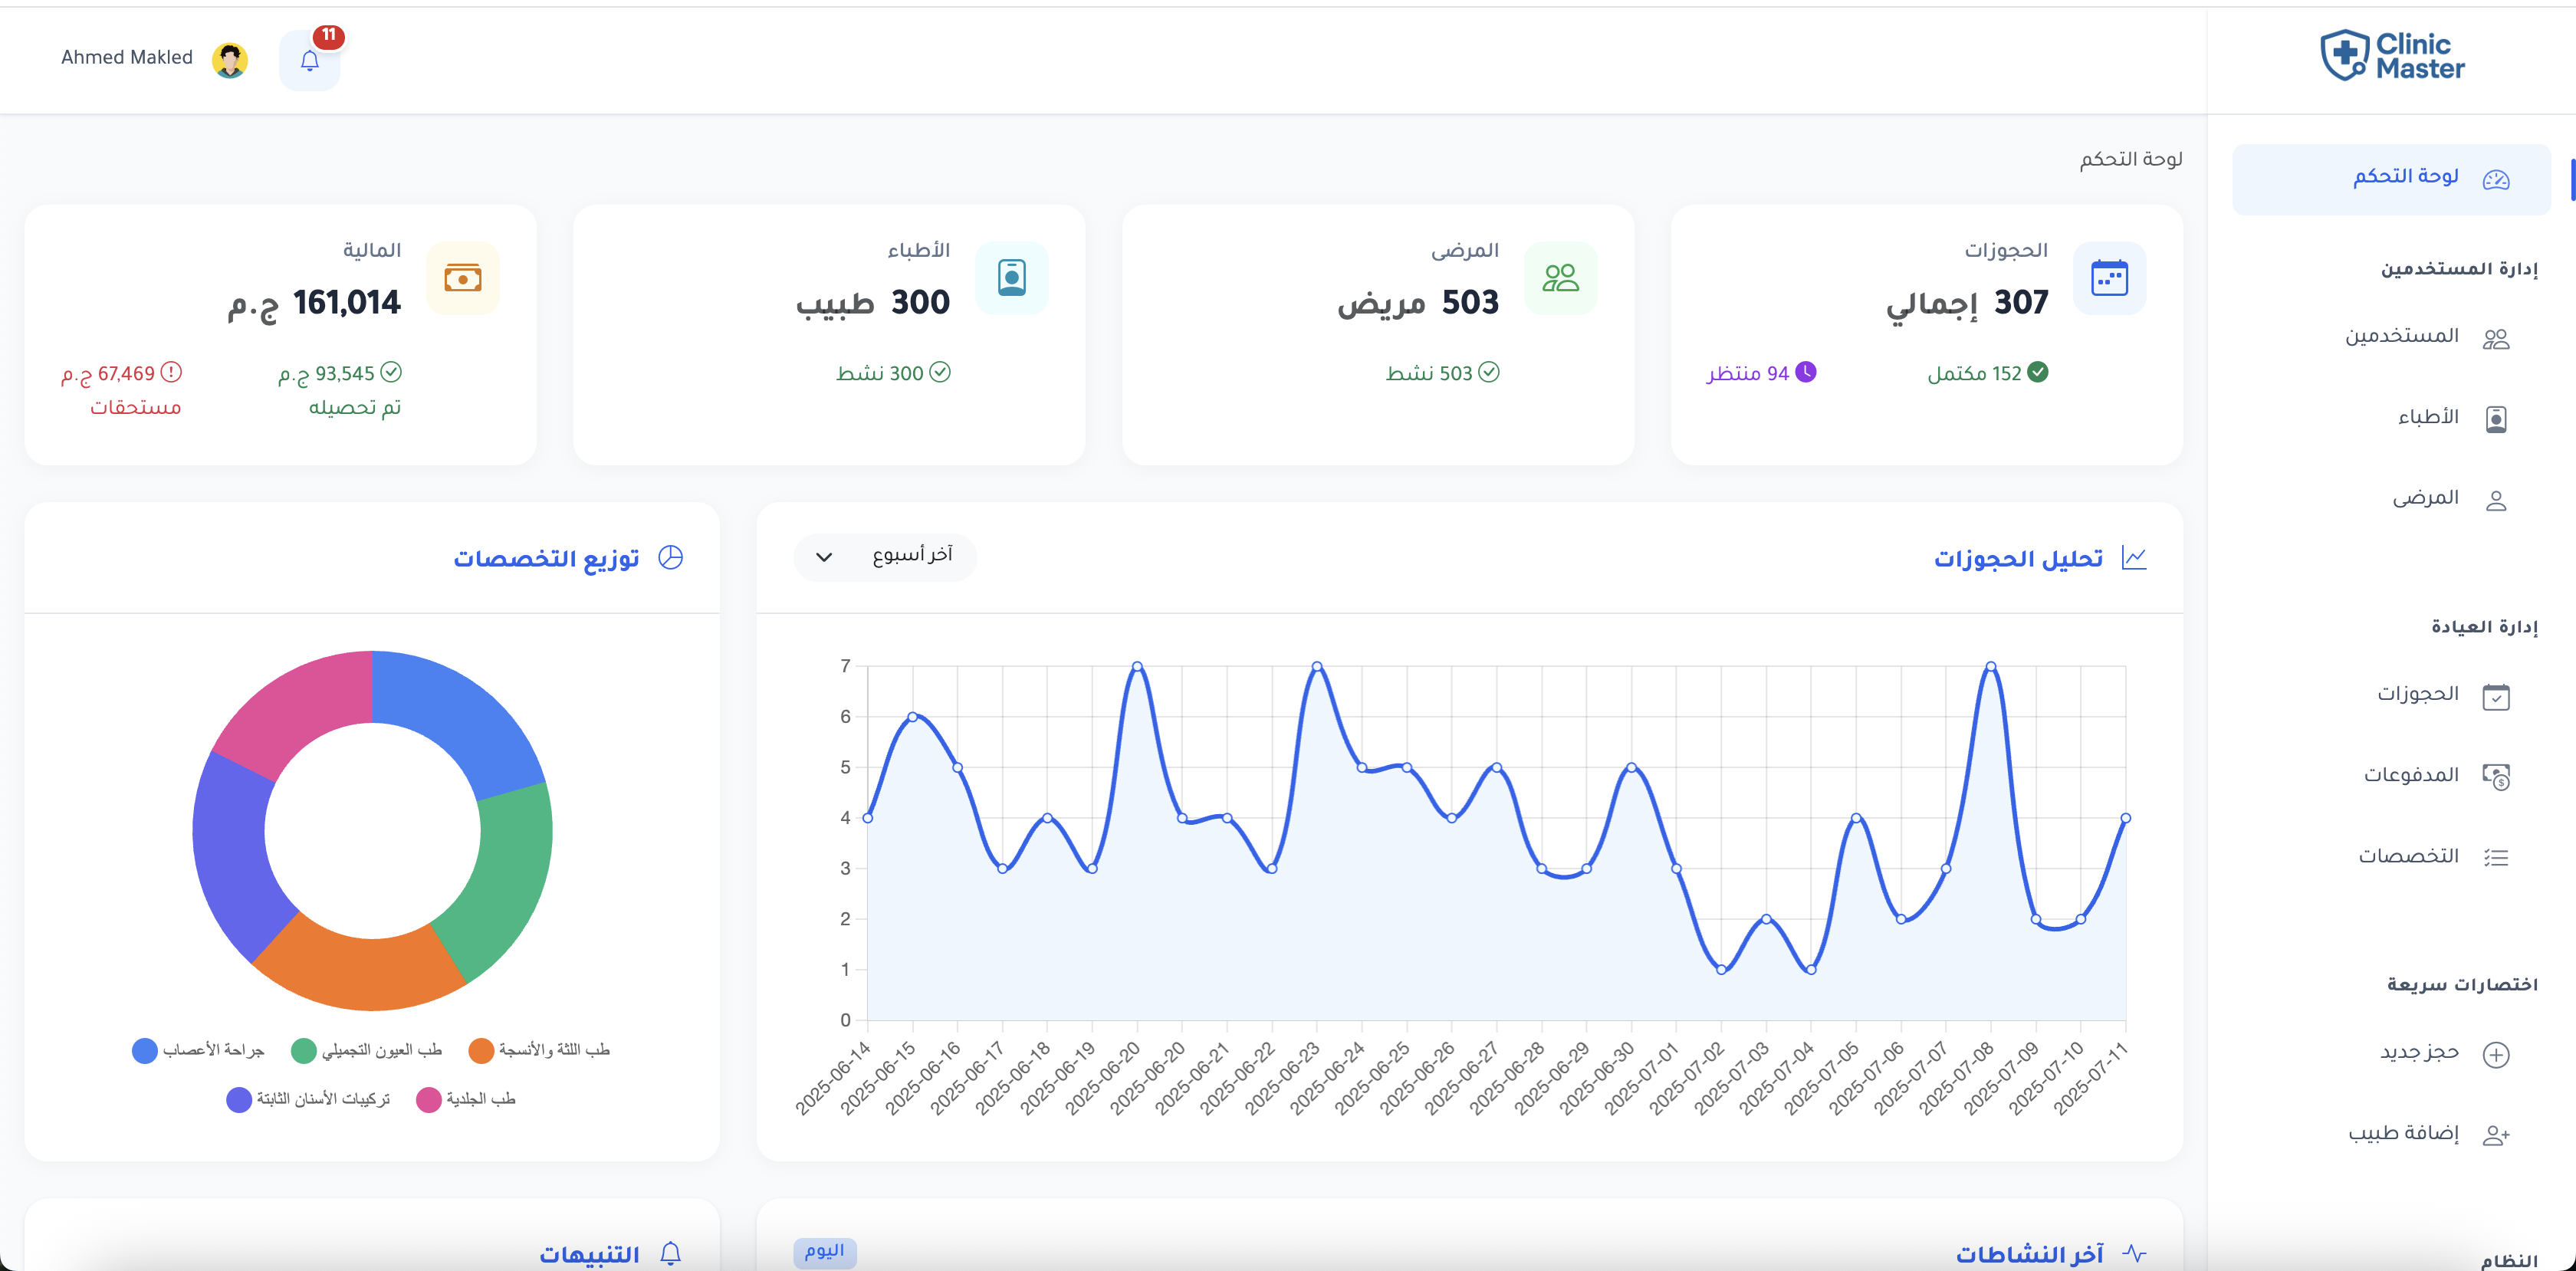 Clinic
Master
11
Ahmed Makled
لوحة التحكم
إدارة المستخدمين
المستخدمين
الأطباء
المرضى
إدارة العيادة
الحجوزات
المدفوعات
التخصصات
اختصارات سريعة
حجز جديد
إضافة طبيب
النظام
لوحة التحكم
الحجوزات
307 إجمالي
152 مكتمل
94 منتظر
المرضى
503 مريض
503 نشط
الأطباء
300 طبيب
300 نشط
المالية
161,014 ج.م
93,545 ج.م
تم تحصيله
67,469 ج.م
مستحقات
تحليل الحجوزات
آخر أسبوع
7
6
5
4
3
2
1
0
2025-06-14
2025-06-15
2025-06-16
2025-06-17
2025-06-18
2025-06-19
2025-06-20
2025-06-20
2025-06-21
2025-06-22
2025-06-23
2025-06-24
2025-06-25
2025-06-26
2025-06-27
2025-06-28
2025-06-29
2025-06-30
2025-07-01
2025-07-02
2025-07-03
2025-07-04
2025-07-05
2025-07-06
2025-07-07
2025-07-08
2025-07-09
2025-07-10
2025-07-11
توزيع التخصصات
جراحة الأعصاب
طب العيون التجميلي
طب اللثة والأنسجة
تركيبات الأسنان الثابتة
طب الجلدية
آخر النشاطات
اليوم
التنبيهات